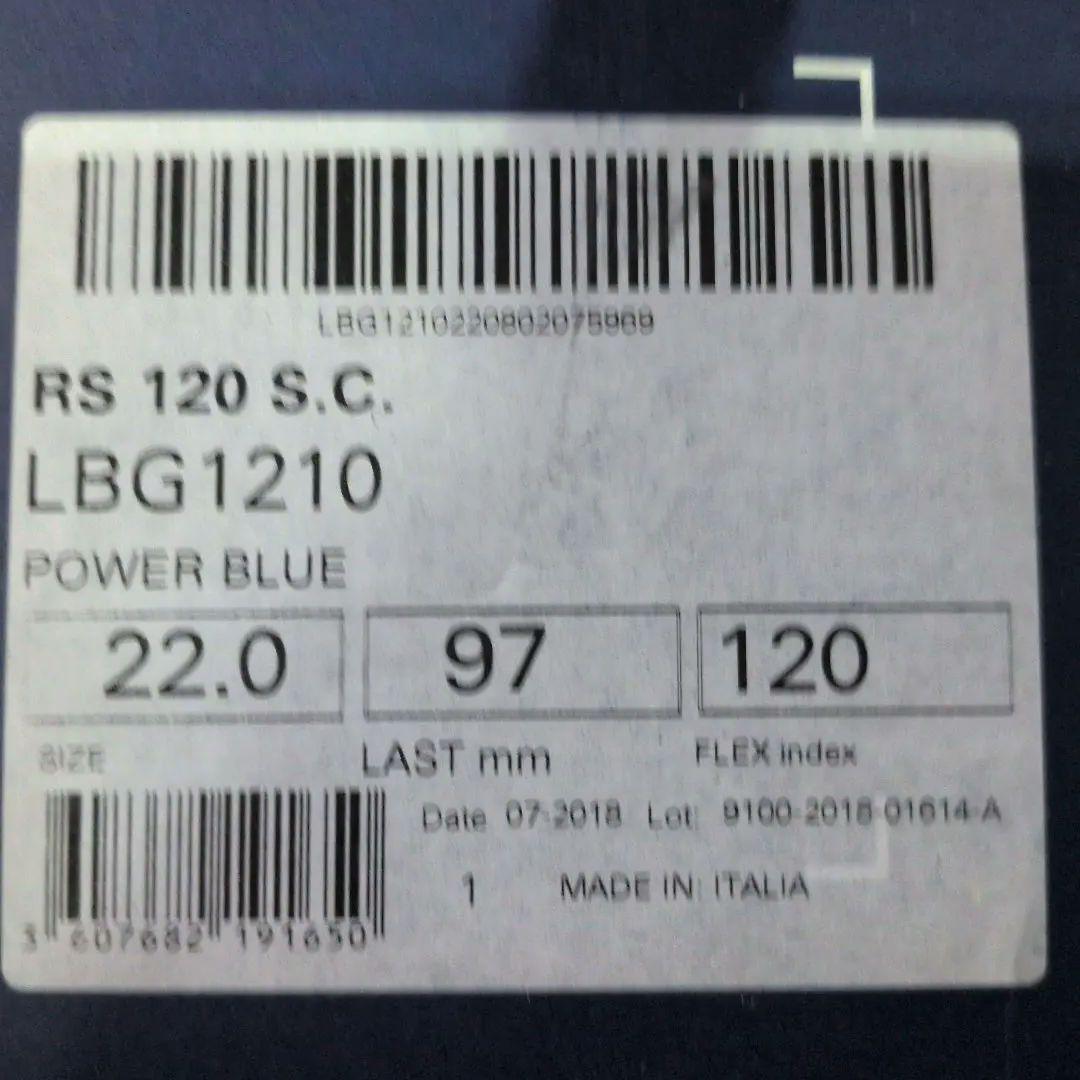 LBG1210220802075969
RS 120 S.C.
LBG1210
POWER BLUE
22.0 97 120
SIZE LAST mm FLEX index
Date 07-2018 Lot: 9100-2018-01614-A
1 MADE IN: ITALIA
3 607682 191650